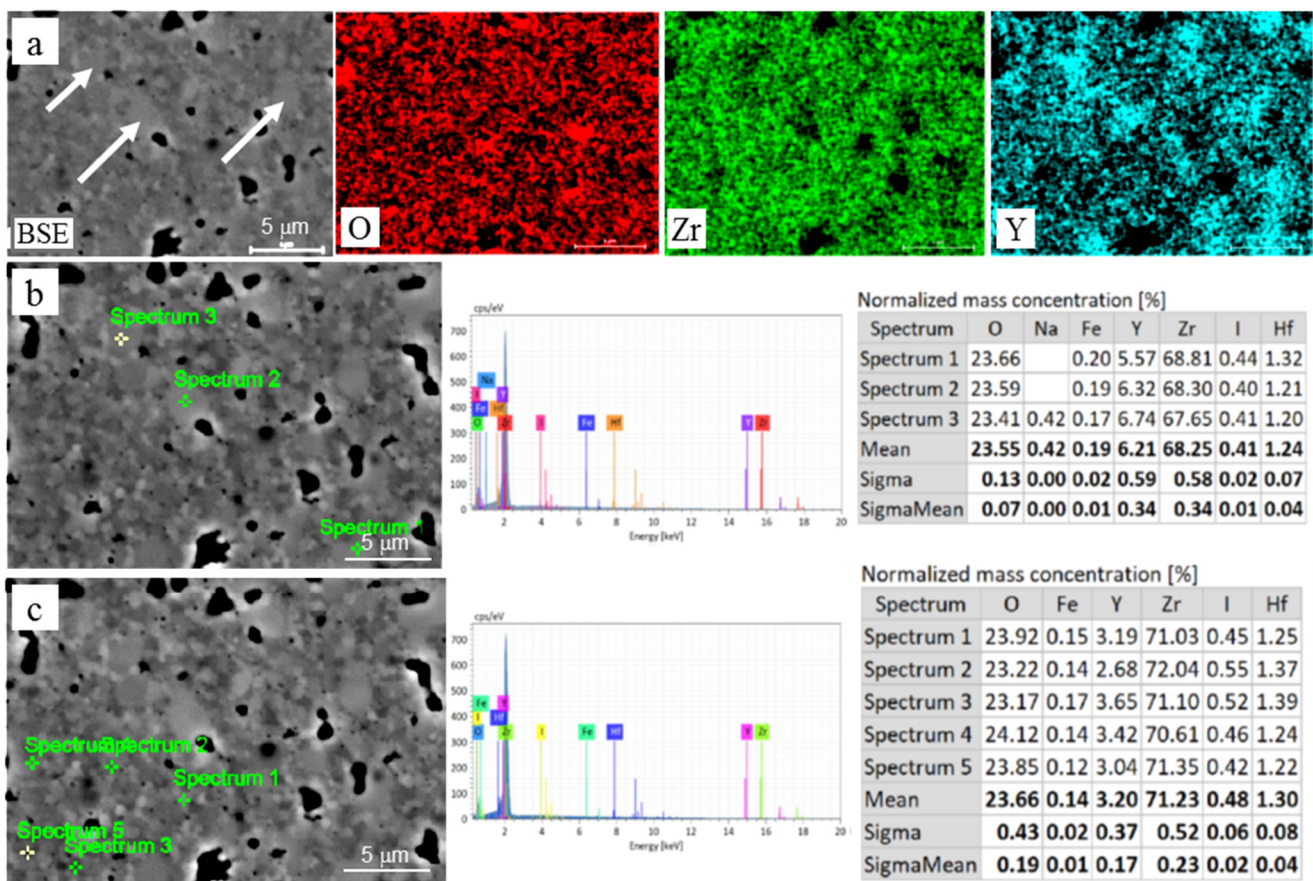 a
BSE
5 μm
O
Zr
Y
b
Spectrum 3
Spectrum 2
Spectrum 1
5 μm
cps/eV
700
600
500
400
300
200
100
0
Na
I Y
Fe Hf
O Zr I Fe Hf Y Zr
2 4 6 8 10 12 14 16 18 20
Energy [keV]
Normalized mass concentration [%]
Spectrum O Na Fe Y Zr I Hf
Spectrum 1 23.66 0.20 5.57 68.81 0.44 1.32
Spectrum 2 23.59 0.19 6.32 68.30 0.40 1.21
Spectrum 3 23.41 0.42 0.17 6.74 67.65 0.41 1.20
Mean 23.55 0.42 0.19 6.21 68.25 0.41 1.24
Sigma 0.13 0.00 0.02 0.59 0.58 0.02 0.07
SigmaMean 0.07 0.00 0.01 0.34 0.34 0.01 0.04
c
Spectrum 4 Spectrum 2
Spectrum 1
Spectrum 5
Spectrum 3
5 μm
cps/eV
700
600
500
400
300
200
100
0
Fe Y
I Hf
O Zr I Fe Hf Y Zr
2 4 6 8 10 12 14 16 18
Energy [keV]
Normalized mass concentration [%]
Spectrum O Fe Y Zr I Hf
Spectrum 1 23.92 0.15 3.19 71.03 0.45 1.25
Spectrum 2 23.22 0.14 2.68 72.04 0.55 1.37
Spectrum 3 23.17 0.17 3.65 71.10 0.52 1.39
Spectrum 4 24.12 0.14 3.42 70.61 0.46 1.24
Spectrum 5 23.85 0.12 3.04 71.35 0.42 1.22
Mean 23.66 0.14 3.20 71.23 0.48 1.30
Sigma 0.43 0.02 0.37 0.52 0.06 0.08
SigmaMean 0.19 0.01 0.17 0.23 0.02 0.04